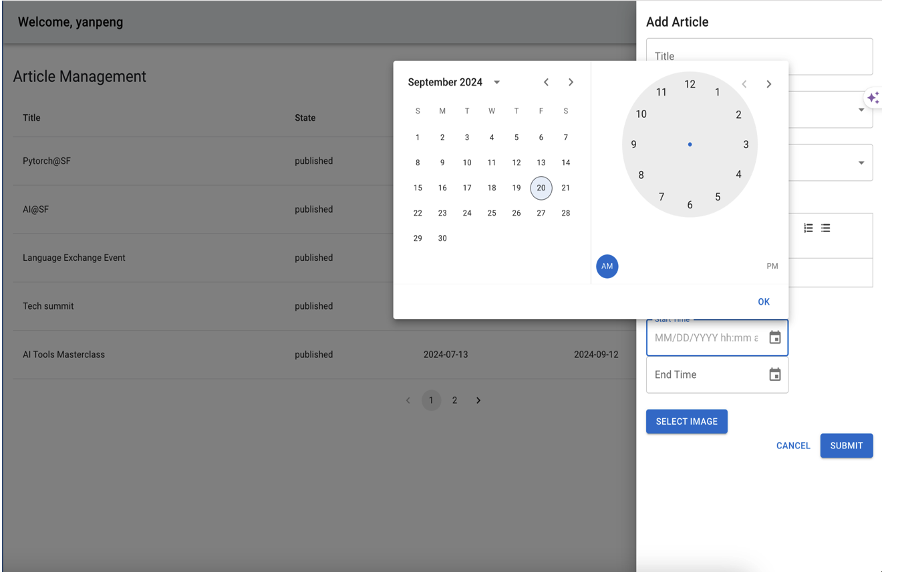 Welcome, yanpeng
Add Article
Title
Article Management
Title State
Pytorch@SF published
AI@SF published
Language Exchange Event published
Tech summit published
AI Tools Masterclass published 2024-07-13 2024-09-12
1 2
September 2024
S M T W T F S
1 2 3 4 5 6 7
8 9 10 11 12 13 14
15 16 17 18 19 20 21
22 23 24 25 26 27 28
29 30
12
11 1
10 2
9 3
8 4
7 5
6
AM PM
OK
Start Time
MM/DD/YYYY hh:mm a
End Time
SELECT IMAGE
CANCEL SUBMIT